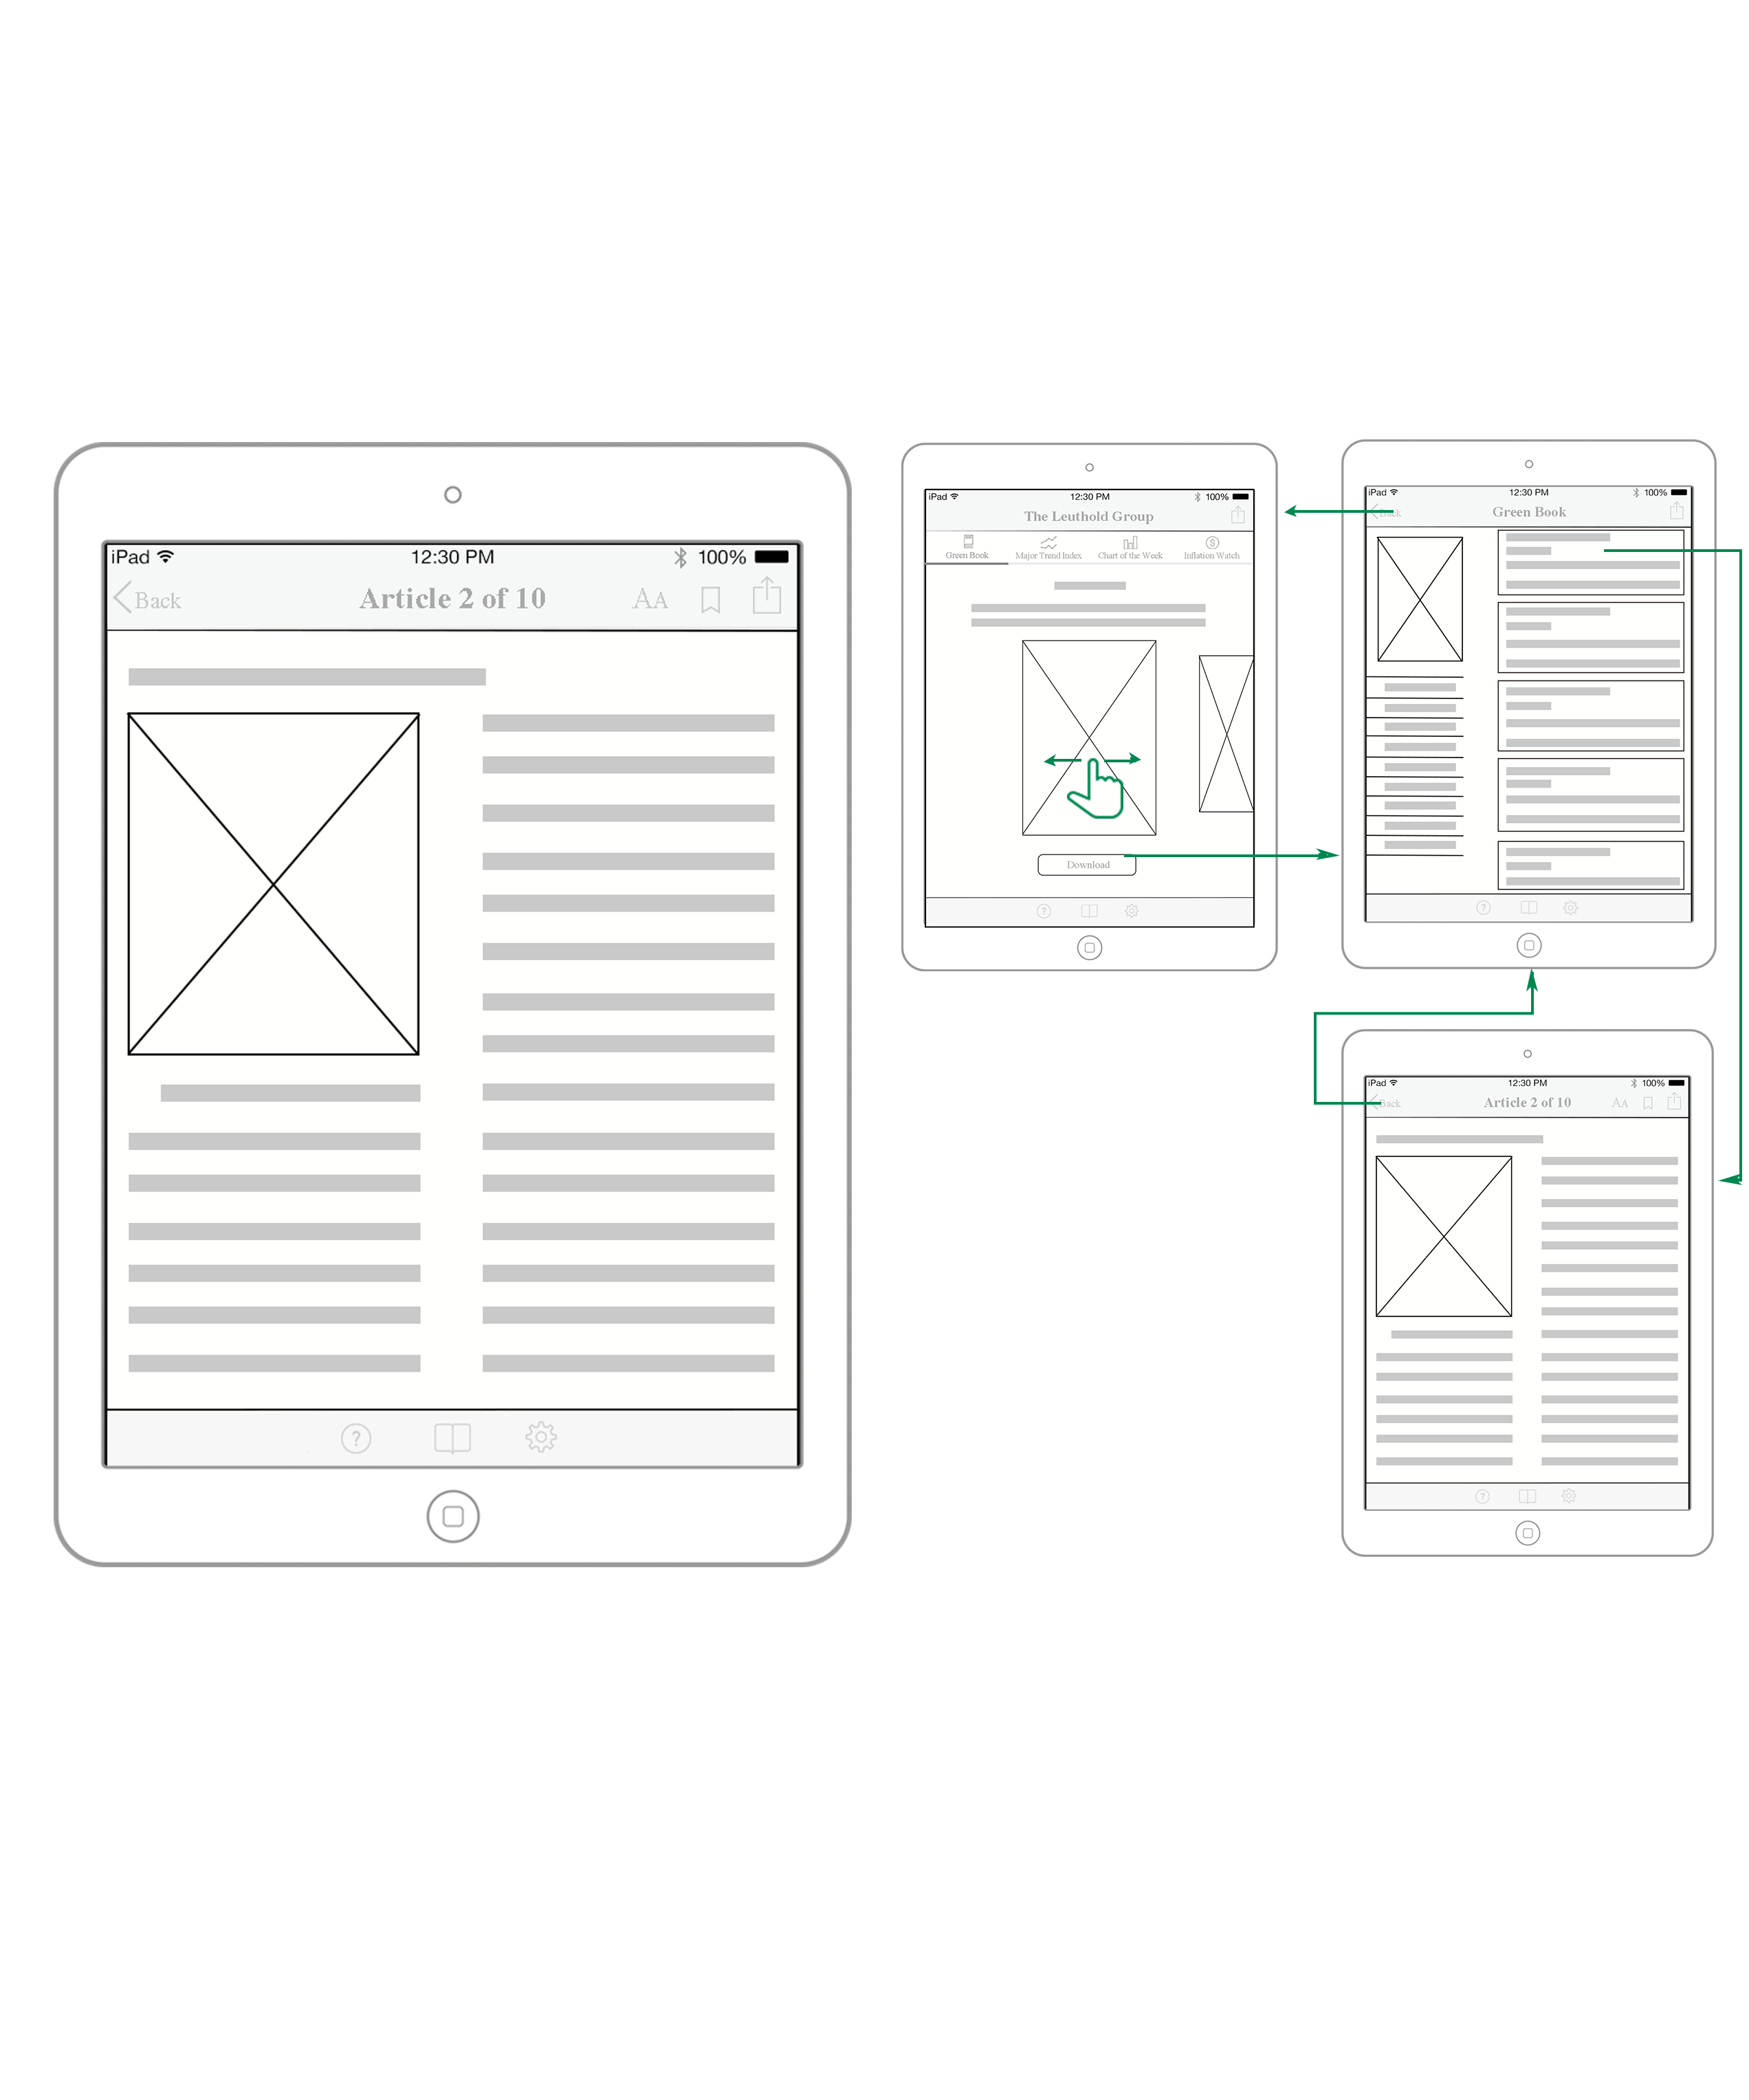 iPad 12:30 PM 100%
Back Article 2 of 10 AA
iPad 12:30 PM 100%
The Leuthold Group
Green Book Major Trend Index Chart of the Week Inflation Watch
Download
iPad 12:30 PM 100%
Back Green Book
iPad 12:30 PM 100%
Back Article 2 of 10 AA